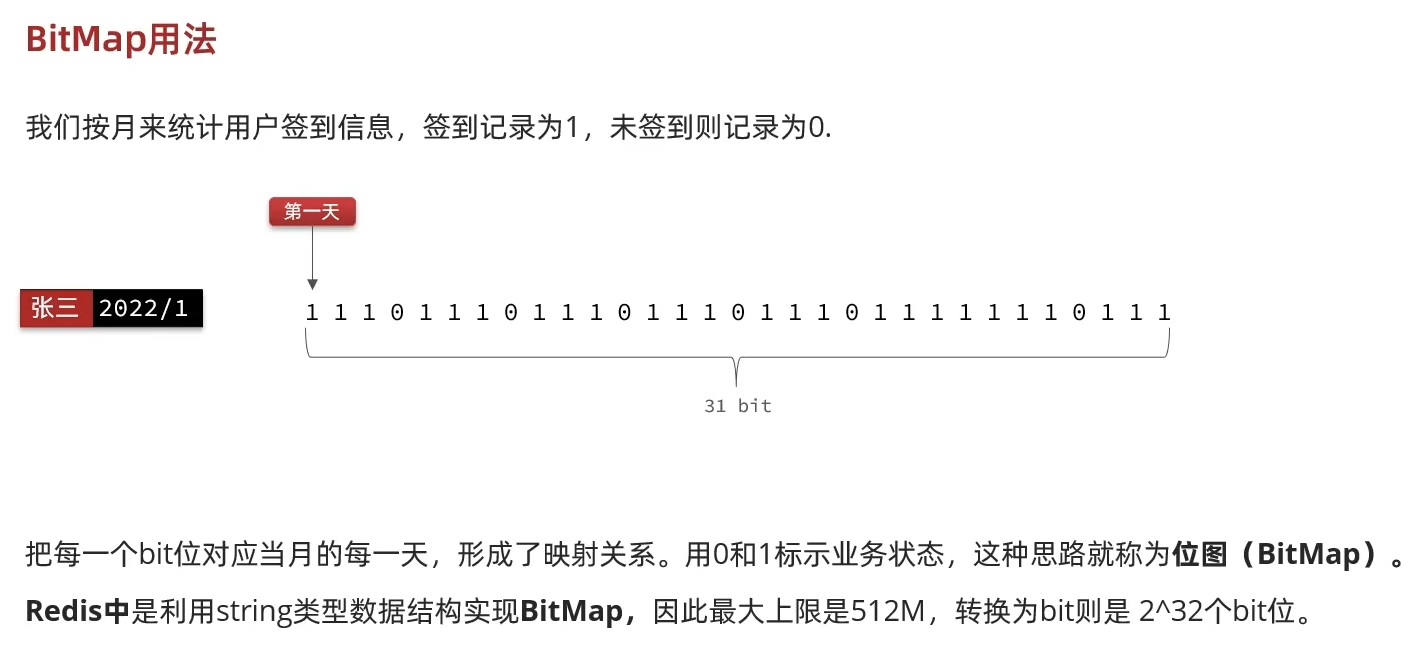 BitMap用法
我们按月来统计用户签到信息，签到记录为1，未签到则记录为0.
第一天
张三 2022/1
1 1 1 0 1 1 1 0 1 1 1 0 1 1 1 0 1 1 1 0 1 1 1 1 1 1 1 0 1 1 1
31 bit
把每一个bit位对应当月的每一天，形成了映射关系。用0和1标示业务状态，这种思路就称为位图（BitMap）。
Redis中是利用string类型数据结构实现BitMap，因此最大上限是512M，转换为bit则是 2^32个bit位。